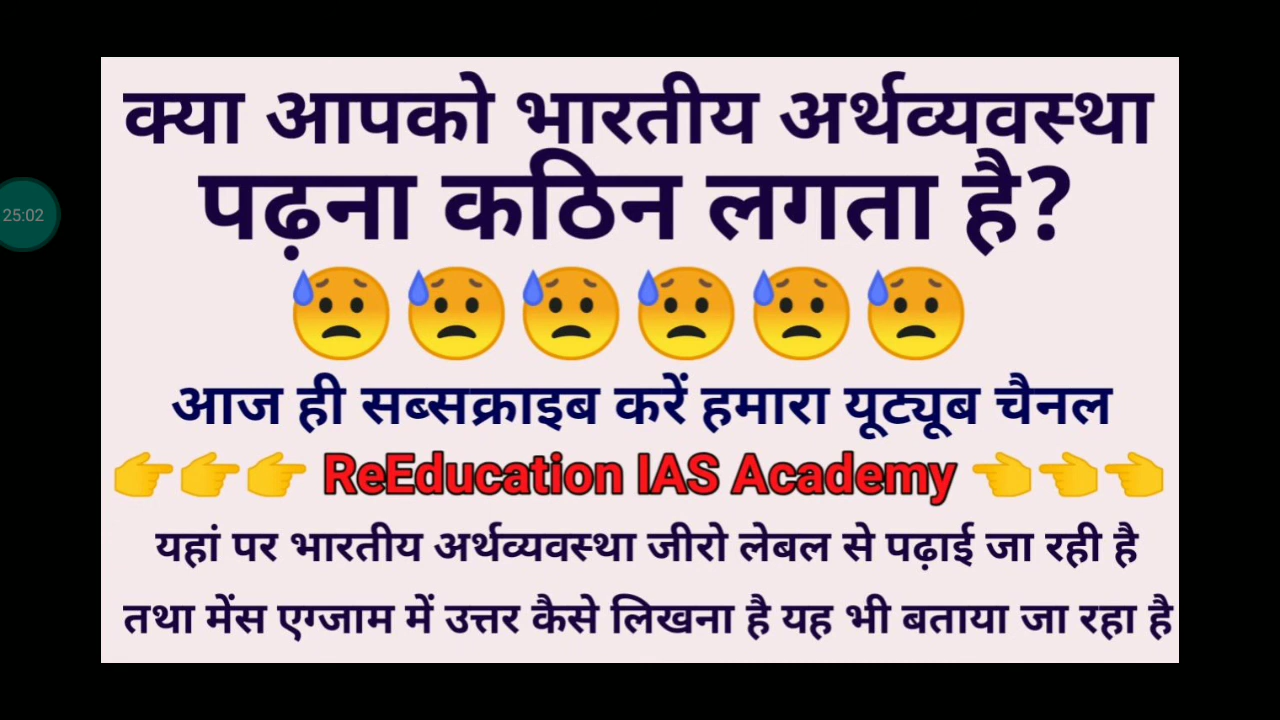 क्या आपको भारतीय अर्थव्यवस्था
पढ़ना कठिन लगता है?
25:02
😰😰😰😰😰😰
आज ही सब्सक्राइब करें हमारा यूट्यूब चैनल
👉👉👉 ReEducation IAS Academy 👈👈👈
यहां पर भारतीय अर्थव्यवस्था जीरो लेबल से पढ़ाई जा रही है
तथा मेंस एग्जाम में उत्तर कैसे लिखना है यह भी बताया जा रहा है